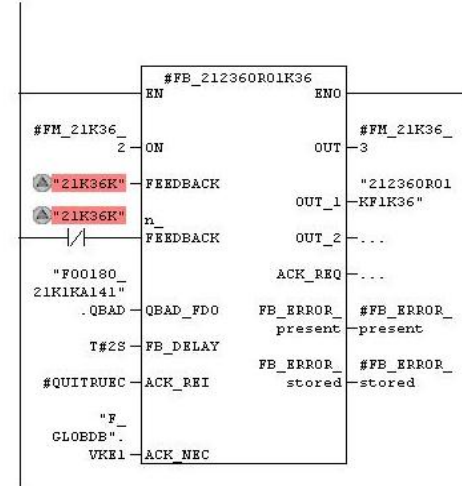 #FB_212360R01K36
EN ENO
#FM_21K36_
2 ON
#FM_21K36_
OUT 3
"21K36K" FEEDBACK
"212360R01
OUT_1 KF1K36"
"21K36K" n_
FEEDBACK
OUT_2 ...
"F00180_
21K1KA141"
.QBAD QBAD_FDO
ACK_REQ ...
FB_ERROR_ #FB_ERROR_
present present
T#2S FB_DELAY
FB_ERROR_ #FB_ERROR_
stored stored
#QUITRUEC ACK_REI
"F_
GLOBDB".
VKE1 ACK_NEC